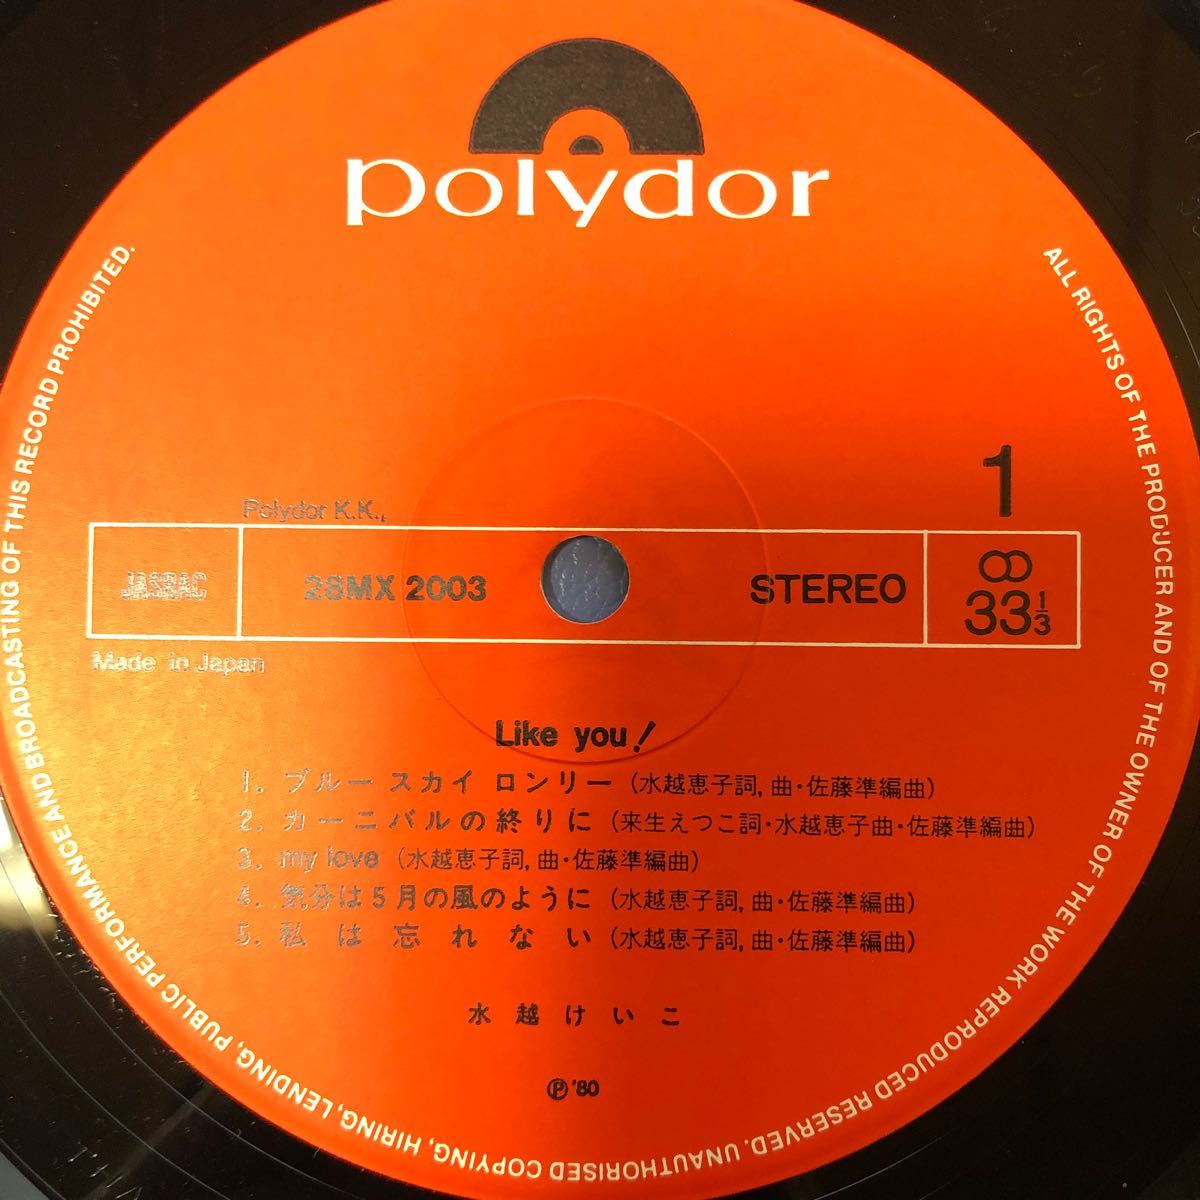 polydor
ALL RIGHTS OF THE PRODUCER AND OF THE OWNER OF THE WORK REPRODUCED RESERVED. UNAUTHORISED COPYING, HIRING, LENDING, PUBLIC PERFORMANCE AND BROADCASTING OF THIS RECORD PROHIBITED.
1
Polydor K.K.,
JASRAC 28MX 2003 STEREO ∞ 33 1/3
Made in Japan
Like you!
1. ブルー スカイ ロンリー (水越恵子詞, 曲・佐藤準編曲)
2. カーニバルの終りに (来生えつこ詞・水越恵子曲・佐藤準編曲)
3. my love (水越恵子詞, 曲・佐藤準編曲)
4. 気分は5月の風のように (水越恵子詞, 曲・佐藤準編曲)
5. 私は忘れない (水越恵子詞, 曲・佐藤準編曲)
水越けいこ
℗ '80